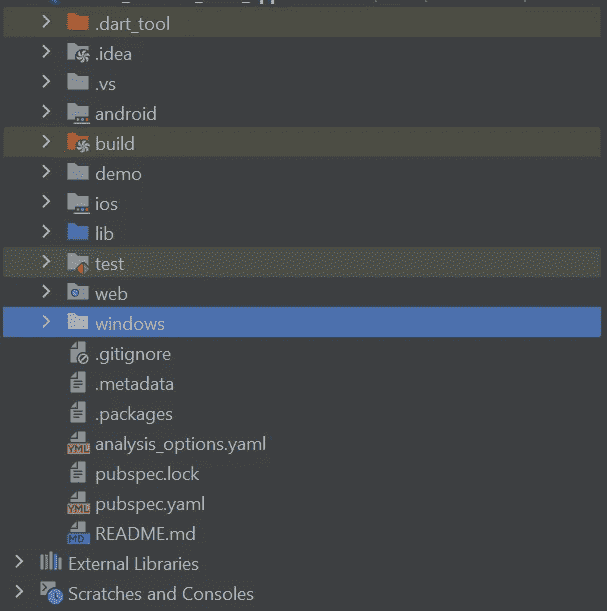 .dart_tool
.idea
.vs
android
build
demo
ios
lib
test
web
windows
.gitignore
.metadata
.packages
YML analysis_options.yaml
pubspec.lock
YML pubspec.yaml
MD README.md
External Libraries
Scratches and Consoles